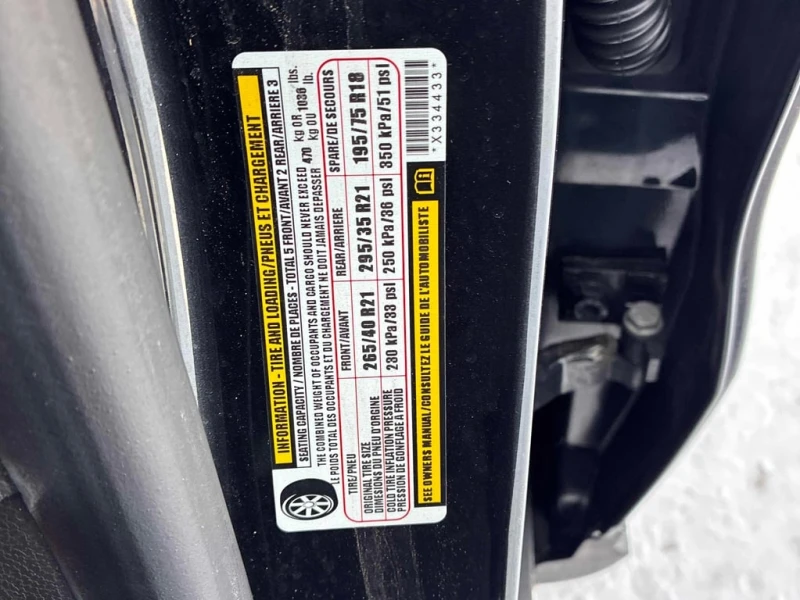 INFORMATION - TIRE AND LOADING/PNEUS ET CHARGEMENT
SEATING CAPACITY / NOMBRE DE PLACES - TOTAL 5 FRONT/AVANT 2 REAR/ARRIERE 3
THE COMBINED WEIGHT OF OCCUPANTS AND CARGO SHOULD NEVER EXCEED 470 kg OR 1036 lbs.
LE POIDS TOTAL DES OCCUPANTS ET DU CHARGEMENT NE DOIT JAMAIS DEPASSER kg OU lb.
TIRE/PNEU FRONT/AVANT REAR/ARRIERE SPARE/DE SECOURS
ORIGINAL TIRE SIZE 265/40 R21 295/35 R21 195/75 R18
DIMESIONS DU PNEU D'ORGINE
COLD TIRE INFLATION PRESSURE 230 kPa/33 psi 250 kPa/36 psi 350 kPa/51 psi
PRESSION DE GONFLAGE A FROID
SEE OWNERS MANUAL/CONSULTEZ LE GUIDE DE L'AUTOMOBILISTE
*X334433*